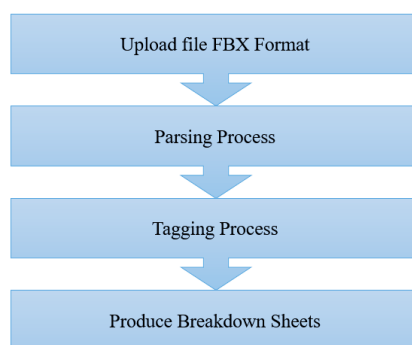 Upload file FBX Format
Parsing Process
Tagging Process
Produce Breakdown Sheets